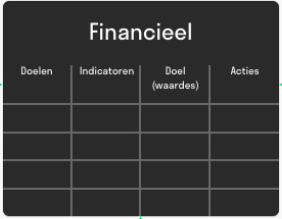 Financieel
Doelen Indicatoren Doel Acties
(waardes)